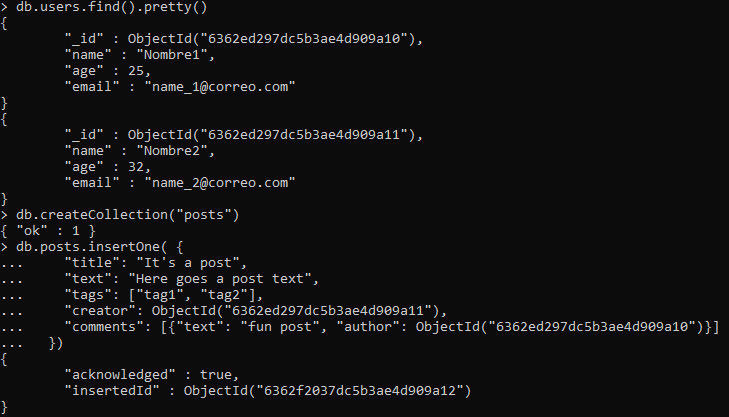 > db.users.find().pretty()
{
        "_id" : ObjectId("6362ed297dc5b3ae4d909a10"),
        "name" : "Nombre1",
        "age" : 25,
        "email" : "name_1@correo.com"
}
{
        "_id" : ObjectId("6362ed297dc5b3ae4d909a11"),
        "name" : "Nombre2",
        "age" : 32,
        "email" : "name_2@correo.com"
}
> db.createCollection("posts")
{ "ok" : 1 }
> db.posts.insertOne( {
...     "title": "It's a post",
...     "text": "Here goes a post text",
...     "tags": ["tag1", "tag2"],
...     "creator": ObjectId("6362ed297dc5b3ae4d909a11"),
...     "comments": [{"text": "fun post", "author": ObjectId("6362ed297dc5b3ae4d909a10")}]
...   })
{
        "acknowledged" : true,
        "insertedId" : ObjectId("6362f2037dc5b3ae4d909a12")
}